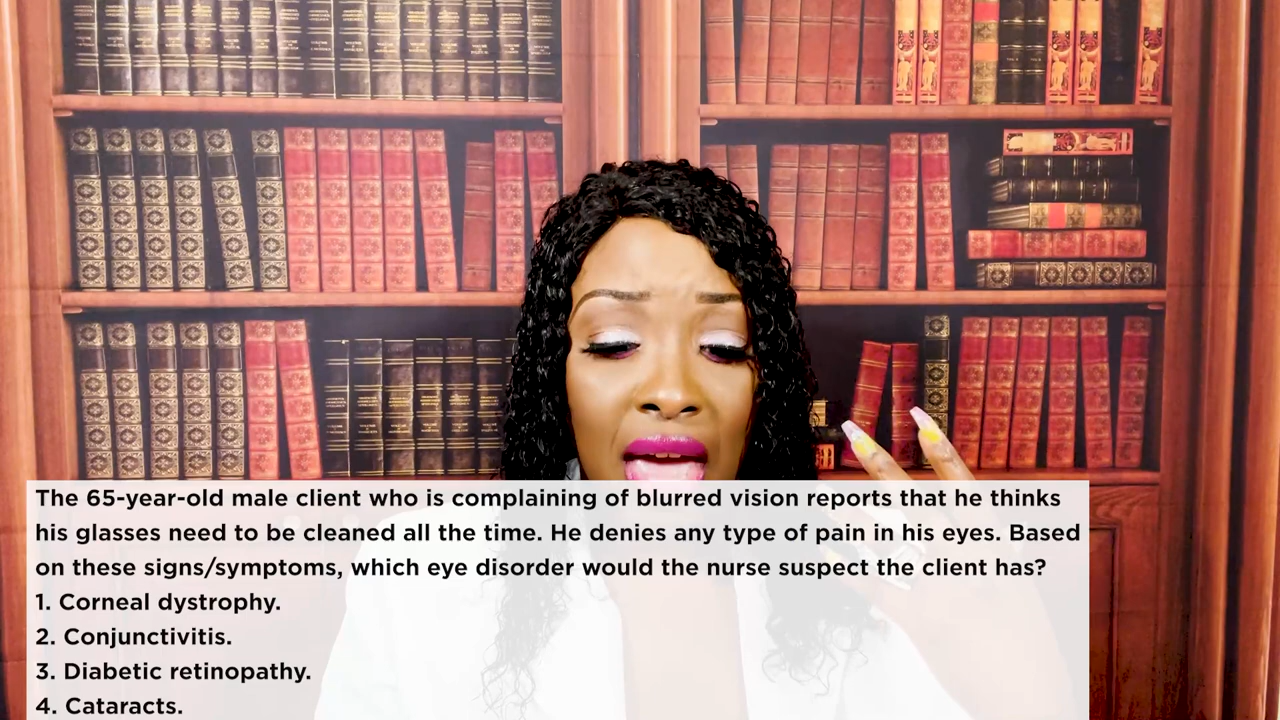 The 65-year-old male client who is complaining of blurred vision reports that he thinks
his glasses need to be cleaned all the time. He denies any type of pain in his eyes. Based
on these signs/symptoms, which eye disorder would the nurse suspect the client has?
1. Corneal dystrophy.
2. Conjunctivitis.
3. Diabetic retinopathy.
4. Cataracts.